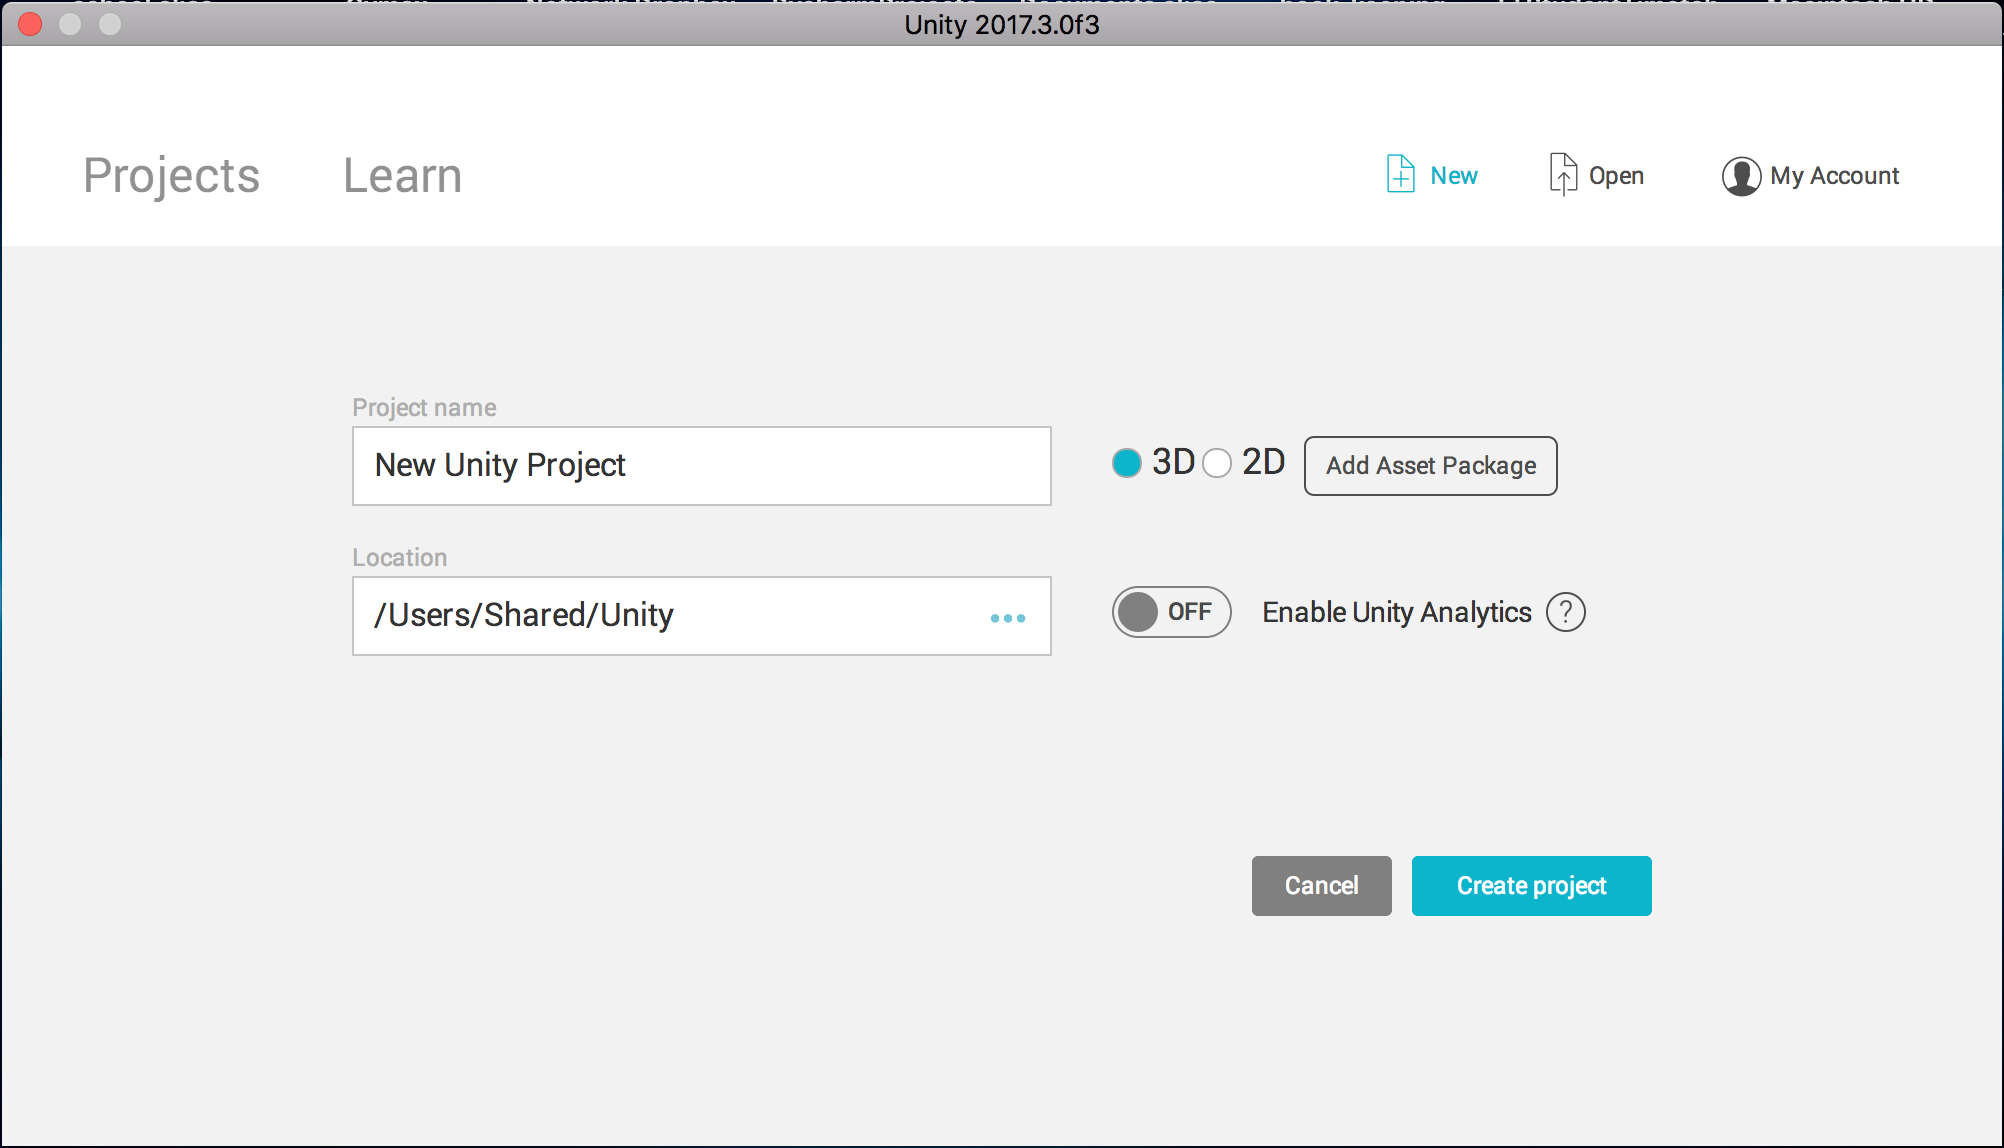 Unity 2017.3.0f3
Projects
Learn
New
Open
My Account
Project name
New Unity Project
3D
2D
Add Asset Package
Location
/Users/Shared/Unity
OFF
Enable Unity Analytics
?
Cancel
Create project